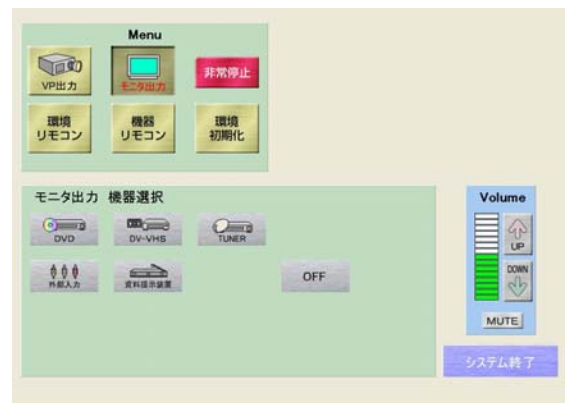 Menu
VP出力
モニタ出力
非常停止
環境
リモコン
機器
リモコン
環境
初期化
モニタ出力 機器選択
DVD
DV-VHS
TUNER
外部入力
資料提示装置
OFF
Volume
UP
DOWN
MUTE
システム終了